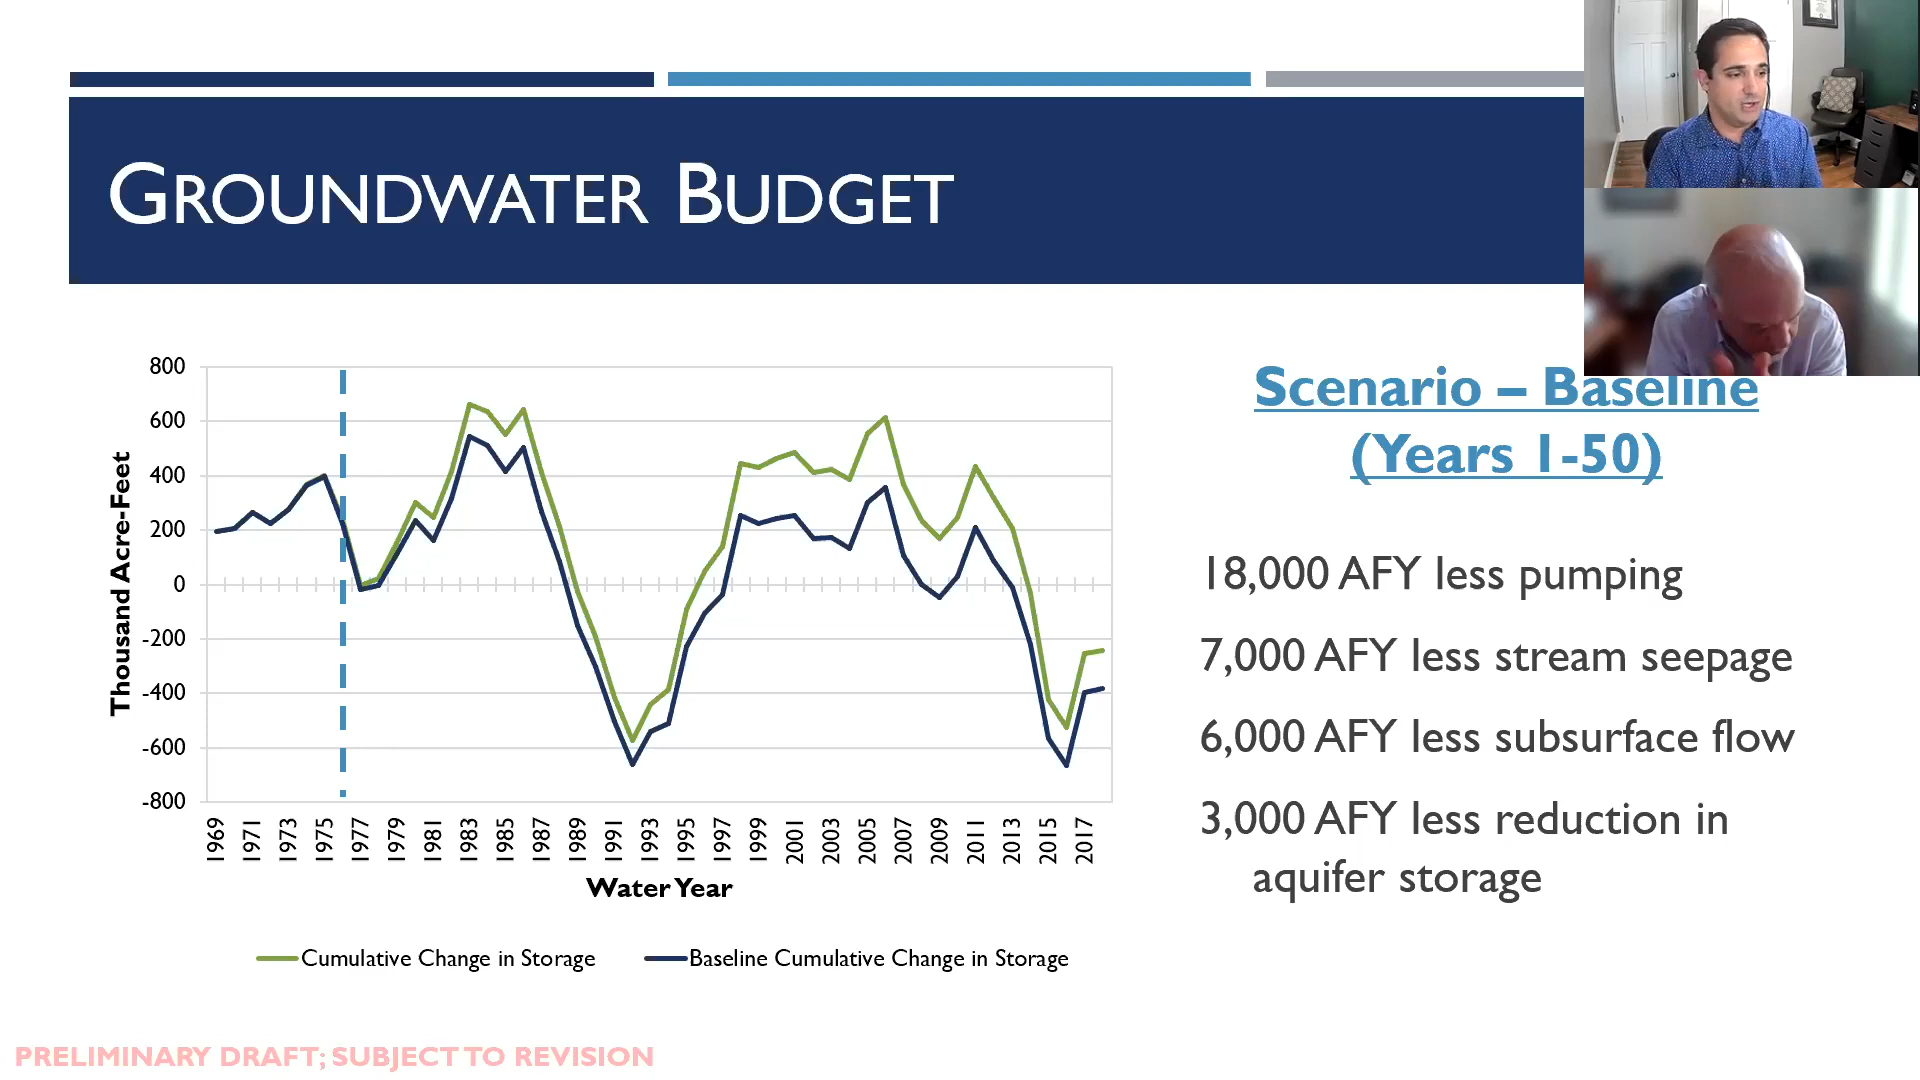 GROUNDWATER BUDGET
800
600
400
200
0
-200
-400
-600
-800
Thousand Acre-Feet
1969
1971
1973
1975
1977
1979
1981
1983
1985
1987
1989
1991
1993
1995
1997
1999
2001
2003
2005
2007
2009
2011
2013
2015
2017
Water Year
Cumulative Change in Storage
Baseline Cumulative Change in Storage
Scenario – Baseline
(Years 1-50)
18,000 AFY less pumping
7,000 AFY less stream seepage
6,000 AFY less subsurface flow
3,000 AFY less reduction in
aquifer storage
PRELIMINARY DRAFT; SUBJECT TO REVISION